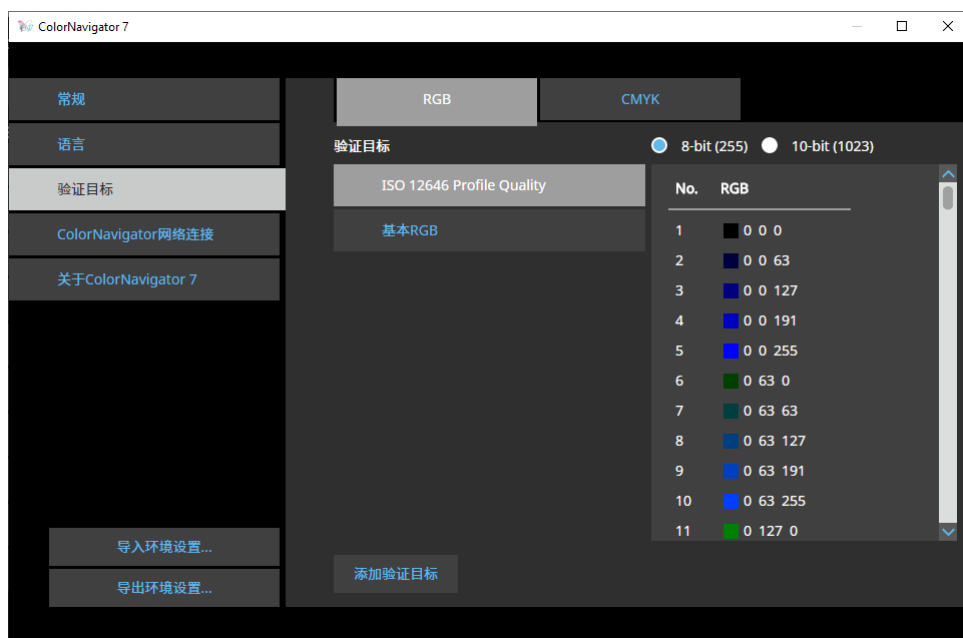 ColorNavigator 7
常规
语言
验证目标
ColorNavigator网络连接
关于ColorNavigator 7
导入环境设置...
导出环境设置...
RGB CMYK
验证目标
ISO 12646 Profile Quality
基本RGB
添加验证目标
8-bit (255) 10-bit (1023)
No. RGB
1 0 0 0
2 0 0 63
3 0 0 127
4 0 0 191
5 0 0 255
6 0 63 0
7 0 63 63
8 0 63 127
9 0 63 191
10 0 63 255
11 0 127 0